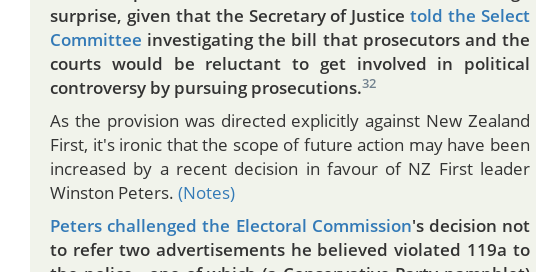 surprise, given that the Secretary of Justice told the Select
Committee investigating the bill that prosecutors and the
courts would be reluctant to get involved in political
controversy by pursuing prosecutions.32
As the provision was directed explicitly against New Zealand
First, it's ironic that the scope of future action may have been
increased by a recent decision in favour of NZ First leader
Winston Peters. (Notes)
Peters challenged the Electoral Commission's decision not
to refer two advertisements he believed violated 119a to